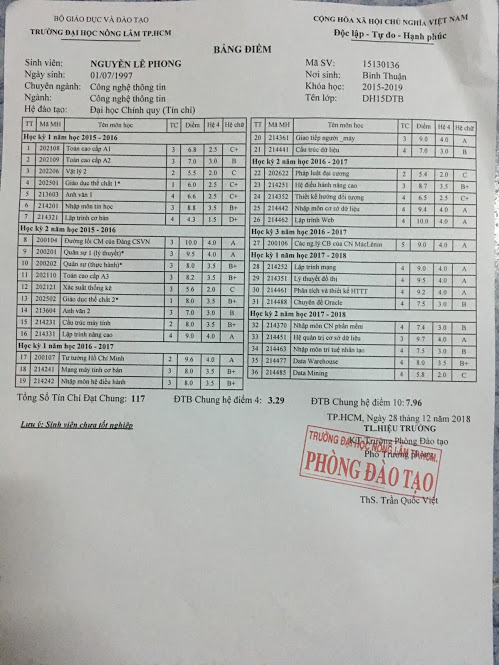 BỘ GIÁO DỤC VÀ ĐÀO TẠO
TRƯỜNG ĐẠI HỌC NÔNG LÂM TP.HCM
CỘNG HÒA XÃ HỘI CHỦ NGHĨA VIỆT NAM
Độc lập - Tự do - Hạnh phúc
BẢNG ĐIỂM
Sinh viên: NGUYỄN LÊ PHONG
Ngày sinh: 01/07/1997
Chuyên ngành: Công nghệ thông tin
Ngành: Công nghệ thông tin
Hệ đào tạo: Đại học Chính quy (Tín chỉ)
Mã SV: 15130136
Nơi sinh: Bình Thuận
Khóa học: 2015-2019
Tên lớp: DH15DTB
TT Mã MH Tên môn học TC Điểm Hệ 4 Hệ chữ
Học kỳ 1 năm học 2015 - 2016
1 202108 Toán cao cấp A1 3 6.8 2.5 C+
2 202109 Toán cao cấp A2 3 7.0 3.0 B
3 202206 Vật lý 2 2 5.5 2.0 C
4 202501 Giáo dục thể chất 1* 1 6.0 2.5 C+
5 213603 Anh văn 1 4 6.6 2.5 C+
6 214201 Nhập môn tin học 3 8.8 3.5 B+
7 214321 Lập trình cơ bản 4 4.3 1.5 D+
Học kỳ 2 năm học 2015 - 2016
8 200104 Đường lối CM của Đảng CSVN 3 10.0 4.0 A
9 200201 Quân sự 1 (lý thuyết)* 3 9.5 4.0 A
10 200202 Quân sự (thực hành)* 3 8.0 3.5 B+
11 202110 Toán cao cấp A3 3 8.2 3.5 B+
12 202121 Xác suất thống kê 3 5.6 2.0 C
13 202502 Giáo dục thể chất 2* 1 8.0 3.5 B+
14 213604 Anh văn 2 3 7.0 3.0 B
15 214231 Cấu trúc máy tính 2 8.0 3.5 B+
16 214331 Lập trình nâng cao 4 9.0 4.0 A
Học kỳ 1 năm học 2016 - 2017
17 200107 Tư tưởng Hồ Chí Minh 2 9.6 4.0 A
18 214241 Mạng máy tính cơ bản 3 8.0 3.5 B+
19 214242 Nhập môn hệ điều hành 3 8.0 3.5 B+
TT Mã MH Tên môn học TC Điểm Hệ 4 Hệ chữ
20 214361 Giao tiếp người _máy 3 9.0 4.0 A
21 214441 Cấu trúc dữ liệu 4 7.0 3.0 B
Học kỳ 2 năm học 2016 - 2017
22 202622 Pháp luật đại cương 2 5.4 2.0 C
23 214251 Hệ điều hành nâng cao 3 8.7 3.5 B+
24 214352 Thiết kế hướng đối tượng 4 6.5 2.5 C+
25 214442 Nhập môn cơ sở dữ liệu 4 9.4 4.0 A
26 214462 Lập trình Web 4 10.0 4.0 A
Học kỳ 3 năm học 2016 - 2017
27 200106 Các ng.lý CB của CN MácLênin 5 9.0 4.0 A
Học kỳ 1 năm học 2017 - 2018
28 214252 Lập trình mạng 4 9.0 4.0 A
29 214351 Lý thuyết đồ thị 4 9.5 4.0 A
30 214461 Phân tích và thiết kế HTTT 4 9.2 4.0 A
31 214488 Chuyên đề Oracle 4 7.5 3.0 B
Học kỳ 2 năm học 2017 - 2018
32 214370 Nhập môn CN phần mềm 4 7.4 3.0 B
33 214451 Hệ quản trị cơ sở dữ liệu 3 9.7 4.0 A
34 214463 Nhập môn trí tuệ nhân tạo 4 7.5 3.0 B
35 214477 Data Warehouse 4 8.0 3.5 B+
36 214485 Data Mining 4 5.8 2.0 C
Tổng Số Tín Chỉ Đạt Chung: 117 ĐTB Chung hệ điểm 4: 3.29 ĐTB Chung hệ điểm 10: 7.96
TP.HCM, Ngày 28 tháng 12 năm 2018
Lưu ý: Sinh viên chưa tốt nghiệp
TL.HIỆU TRƯỞNG
KT.Trưởng Phòng Đào tạo
Phó Trưởng phòng
TRƯỜNG ĐẠI HỌC NÔNG LÂM TP.HCM
PHÒNG ĐÀO TẠO
ThS. Trần Quốc Việt